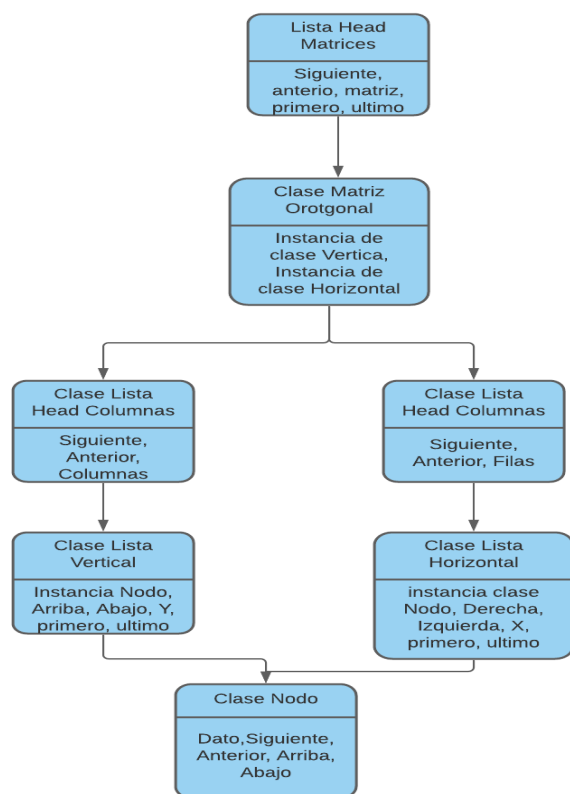 Lista Head
Matrices
Siguiente,
anterio, matriz,
primero, ultimo
Clase Matriz
Orotgonal
Instancia de
clase Vertica,
Instancia de
clase Horizontal
Clase Lista
Head Columnas
Siguiente,
Anterior,
Columnas
Clase Lista
Head Columnas
Siguiente,
Anterior, Filas
Clase Lista
Vertical
Instancia Nodo,
Arriba, Abajo, Y,
primero, ultimo
Clase Lista
Horizontal
instancia clase
Nodo, Derecha,
Izquierda, X,
primero, ultimo
Clase Nodo
Dato,Siguiente,
Anterior, Arriba,
Abajo